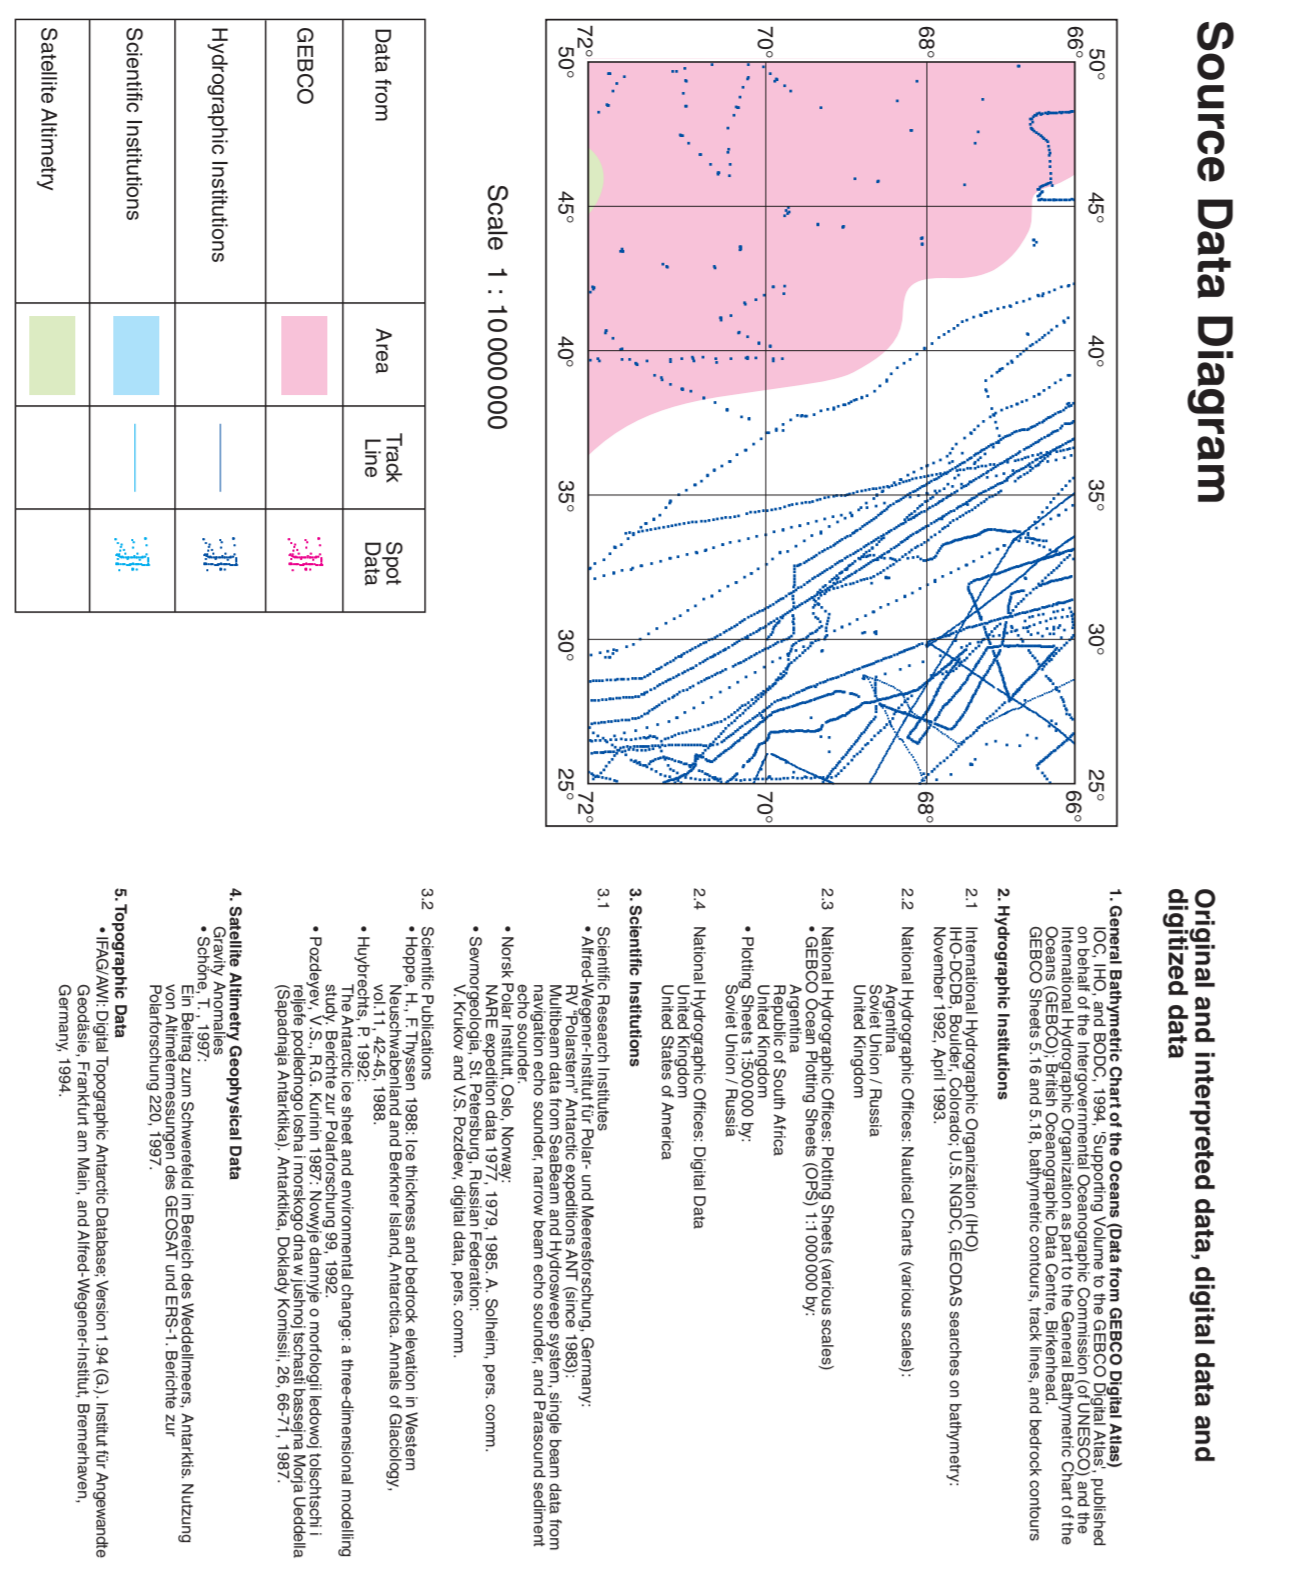 Source Data Diagram
50° 45° 40° 35° 30° 25°
66° 66°
68° 68°
70° 70°
72° 72°
50° 45° 40° 35° 30° 25°
Scale 1 : 10 000 000
Data from Area Track Line Spot Data
GEBCO
Hydrographic Institutions
Scientific Institutions
Satellite Altimetry
Original and interpreted data, digital data and
digitized data
1. General Bathymetric Chart of the Oceans (Data from GEBCO Digital Atlas)
IOC, IHO, and BODC, 1994, 'Supporting Volume to the GEBCO Digital Atlas', published
on behalf of the Intergovernmental Oceanographic Commission (of UNESCO) and the
International Hydrographic Organization as part to the General Bathymetric Chart of the
Oceans (GEBCO); British Oceanographic Data Centre, Birkenhead.
GEBCO Sheets 5.16 and 5.18, bathymetric contours, track lines, and bedrock contours
2. Hydrographic Institutions
2.1 International Hydrographic Organization (IHO)
IHO-DCDB, Boulder, Colorado; U.S. NGDC, GEODAS searches on bathymetry:
November 1992, April 1993.
2.2 National Hydrographic Offices: Nautical Charts (various scales):
Argentina
Soviet Union / Russia
United Kingdom
2.3 National Hydrographic Offices: Plotting Sheets (various scales)
• GEBCO Ocean Plotting Sheets (OPS) 1:1 000 000 by:
Argentina
Republic of South Africa
United Kingdom
• Plotting Sheets 1:500 000 by:
Soviet Union / Russia
2.4 National Hydrographic Offices: Digital Data
United Kingdom
United States of America
3. Scientific Institutions
3.1 Scientific Research Institutes
• Alfred-Wegener-Institut für Polar- und Meeresforschung, Germany:
RV "Polarstern" Antarctic expeditions ANT (since 1983):
Multibeam data from SeaBeam and Hydrosweep system, single beam data from
navigation echo sounder, narrow beam echo sounder, and Parasound sediment
echo sounder.
• Norsk Polar Institutt, Oslo, Norway:
NARE expedition data 1977, 1979, 1985. A. Solheim, pers. comm.
• Sevmorgeologia, St. Petersburg, Russian Federation:
V. Krukov and V.S. Pozdeev, digital data, pers. comm.
3.2 Scientific Publications
• Hoppe, H., F. Thyssen 1988: Ice thickness and bedrock elevation in Western
Neuschwabenland and Berkner Island, Antarctica. Annals of Glaciology,
vol.11, 42-45, 1988.
• Huybrechts, P. 1992:
The Antarctic ice sheet and environmental change: a three-dimensional modelling
study. Berichte zur Polarforschung 99, 1992.
• Pozdeyev, V.S., R.G. Kurinin 1987: Nowyje dannyje o morfologii ledowoj tolschtschi i
reljefe podlednogo losha i morskogo dna w jushnoj tschasti bassejna Morja Ueddella
(Sapadnaja Antarktika). Antarktika, Doklady Komissii, 26, 66-71, 1987.
4. Satellite Altimetry Geophysical Data
Gravity Anomalies
• Schöne, T., 1997:
Ein Beitrag zum Schwerefeld im Bereich des Weddellmeers, Antarktis. Nutzung
von Altimetermessungen des GEOSAT und ERS-1. Berichte zur
Polarforschung 220, 1997.
5. Topographic Data
• IFAG/AWI: Digital Topographic Antarctic Database; Version 1.94 (G.). Institut für Angewandte
Geodäsie, Frankfurt am Main, and Alfred-Wegener-Institut, Bremerhaven,
Germany, 1994.